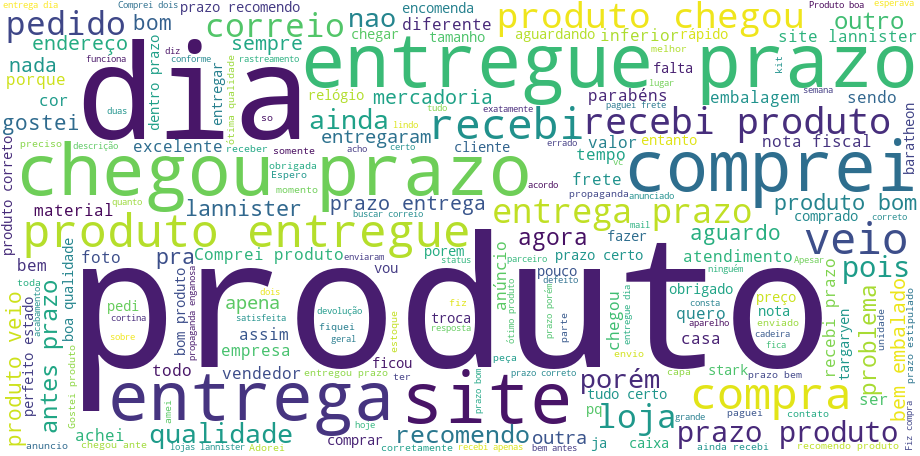 entrega dia
Comprei dois
prazo recomendo
encomenda
Produto boa
esperava
pedido
bom
correio
nao
diferente
produto chegou
outro
endereço
sempre
chegar
tamanho
aguardando
inferior
rápido
site lannister
nada
diz
conforme
rastreamento
funciona
porque
dia
dentro prazo
entregar
ótima qualidade
entregue prazo
melhor
kit
falta
lugar
semana
cor
duas
so
relógio
mercadoria
tudo
exatamente
paguei frete
parabéns
embalagem
sendo
gostei
lindo
ainda
recebi
recebi produto
baratheon
preciso
excelente
entregaram
cliente
errado
valor
entanto
nota fiscal
produto correto
descrição
receber
somente
acho
certo
vc
tempo
chegou prazo
obrigada
Espero
momento
acordo
frete
propaganda
anunciado
comprei
quanto
material
lannister
buscar correio
prazo entrega
entrega prazo
mail
comprado
correto
produto bom
produto entregue
agora
fazer
aguardo
veio
enviaram
Comprei produto
status
porem
parceiro
prazo certo
ninguém
Apesar
atendimento
pois
foto
pra
bem
vou
anúncio
pouco
defeito
toda
acabamento
boa qualidade
bom produto
propaganda enganosa
produto
pedi
cortina
apena
dois
devolução
fiz
ótimo produto
prazo porém
parte
chegou
entregue dia
obrigado
consta
preço
enviado
recebi prazo
problema
unidade
prazo estipulado
satisfeita
fiquei
estoque
troca
resposta
quero
aparelho
nota
cadeira
targaryen
bem embalado
produto veio
perfeito estado
antes prazo
sobre
Gostei produto
assim
geral
empresa
casa
fica
ficou
peça
envio
stark
prazo bem
todo
vendedor
entregou prazo
ter
prazo bom
prazo correto
capa
porém
tudo certo
ser
entrega
site
loja
compra
amei
pq
grande
paguei
contato
Fiz compra
achei
qualidade
hoje
recomendo
outra
prazo produto
anuncio
chegou ante
lojas lannister
Adorei
comprar
corretamente
recebi apenas
bem antes
ja
caixa
ainda recebi
recomendo produto